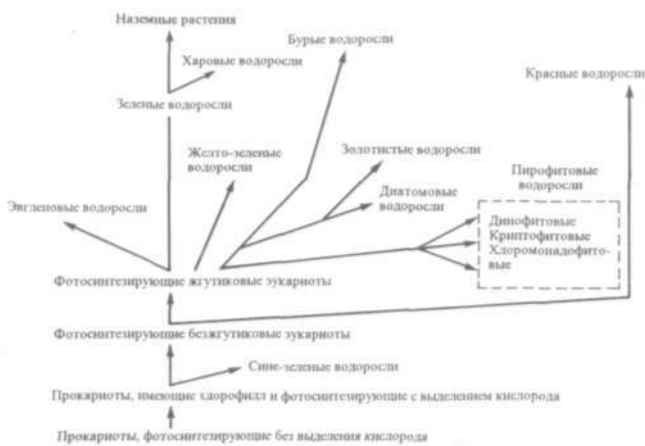 Наземные растения
Бурые водоросли
Харовые водоросли
Красные водоросли
Зеленые водоросли
Желто-зеленые
водоросли
Золотистые водоросли
Пирофитовые
водоросли
Диатомовые
водоросли
Эвгленовые водоросли
Динофитовые
Криптофитовые
Хлоромонадофито-
вые
Фотосинтезирующие жгутиковые эукариоты
Фотосинтезирующие безжгутиковые эукариоты
Сине-зеленые водоросли
Прокариоты, имеющие хлорофилл и фотосинтезирующие с выделением кислорода
Прокариоты, фотосинтезирующие без выделения кислорода